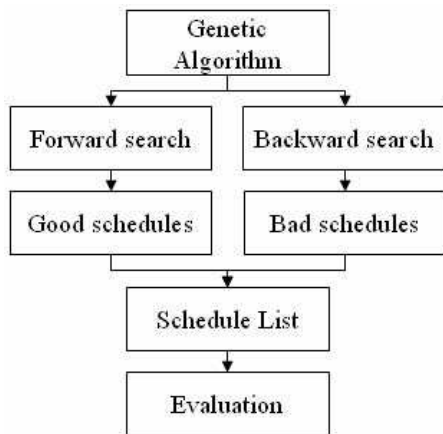 Genetic
Algorithm
Forward search
Backward search
Good schedules
Bad schedules
Schedule List
Evaluation